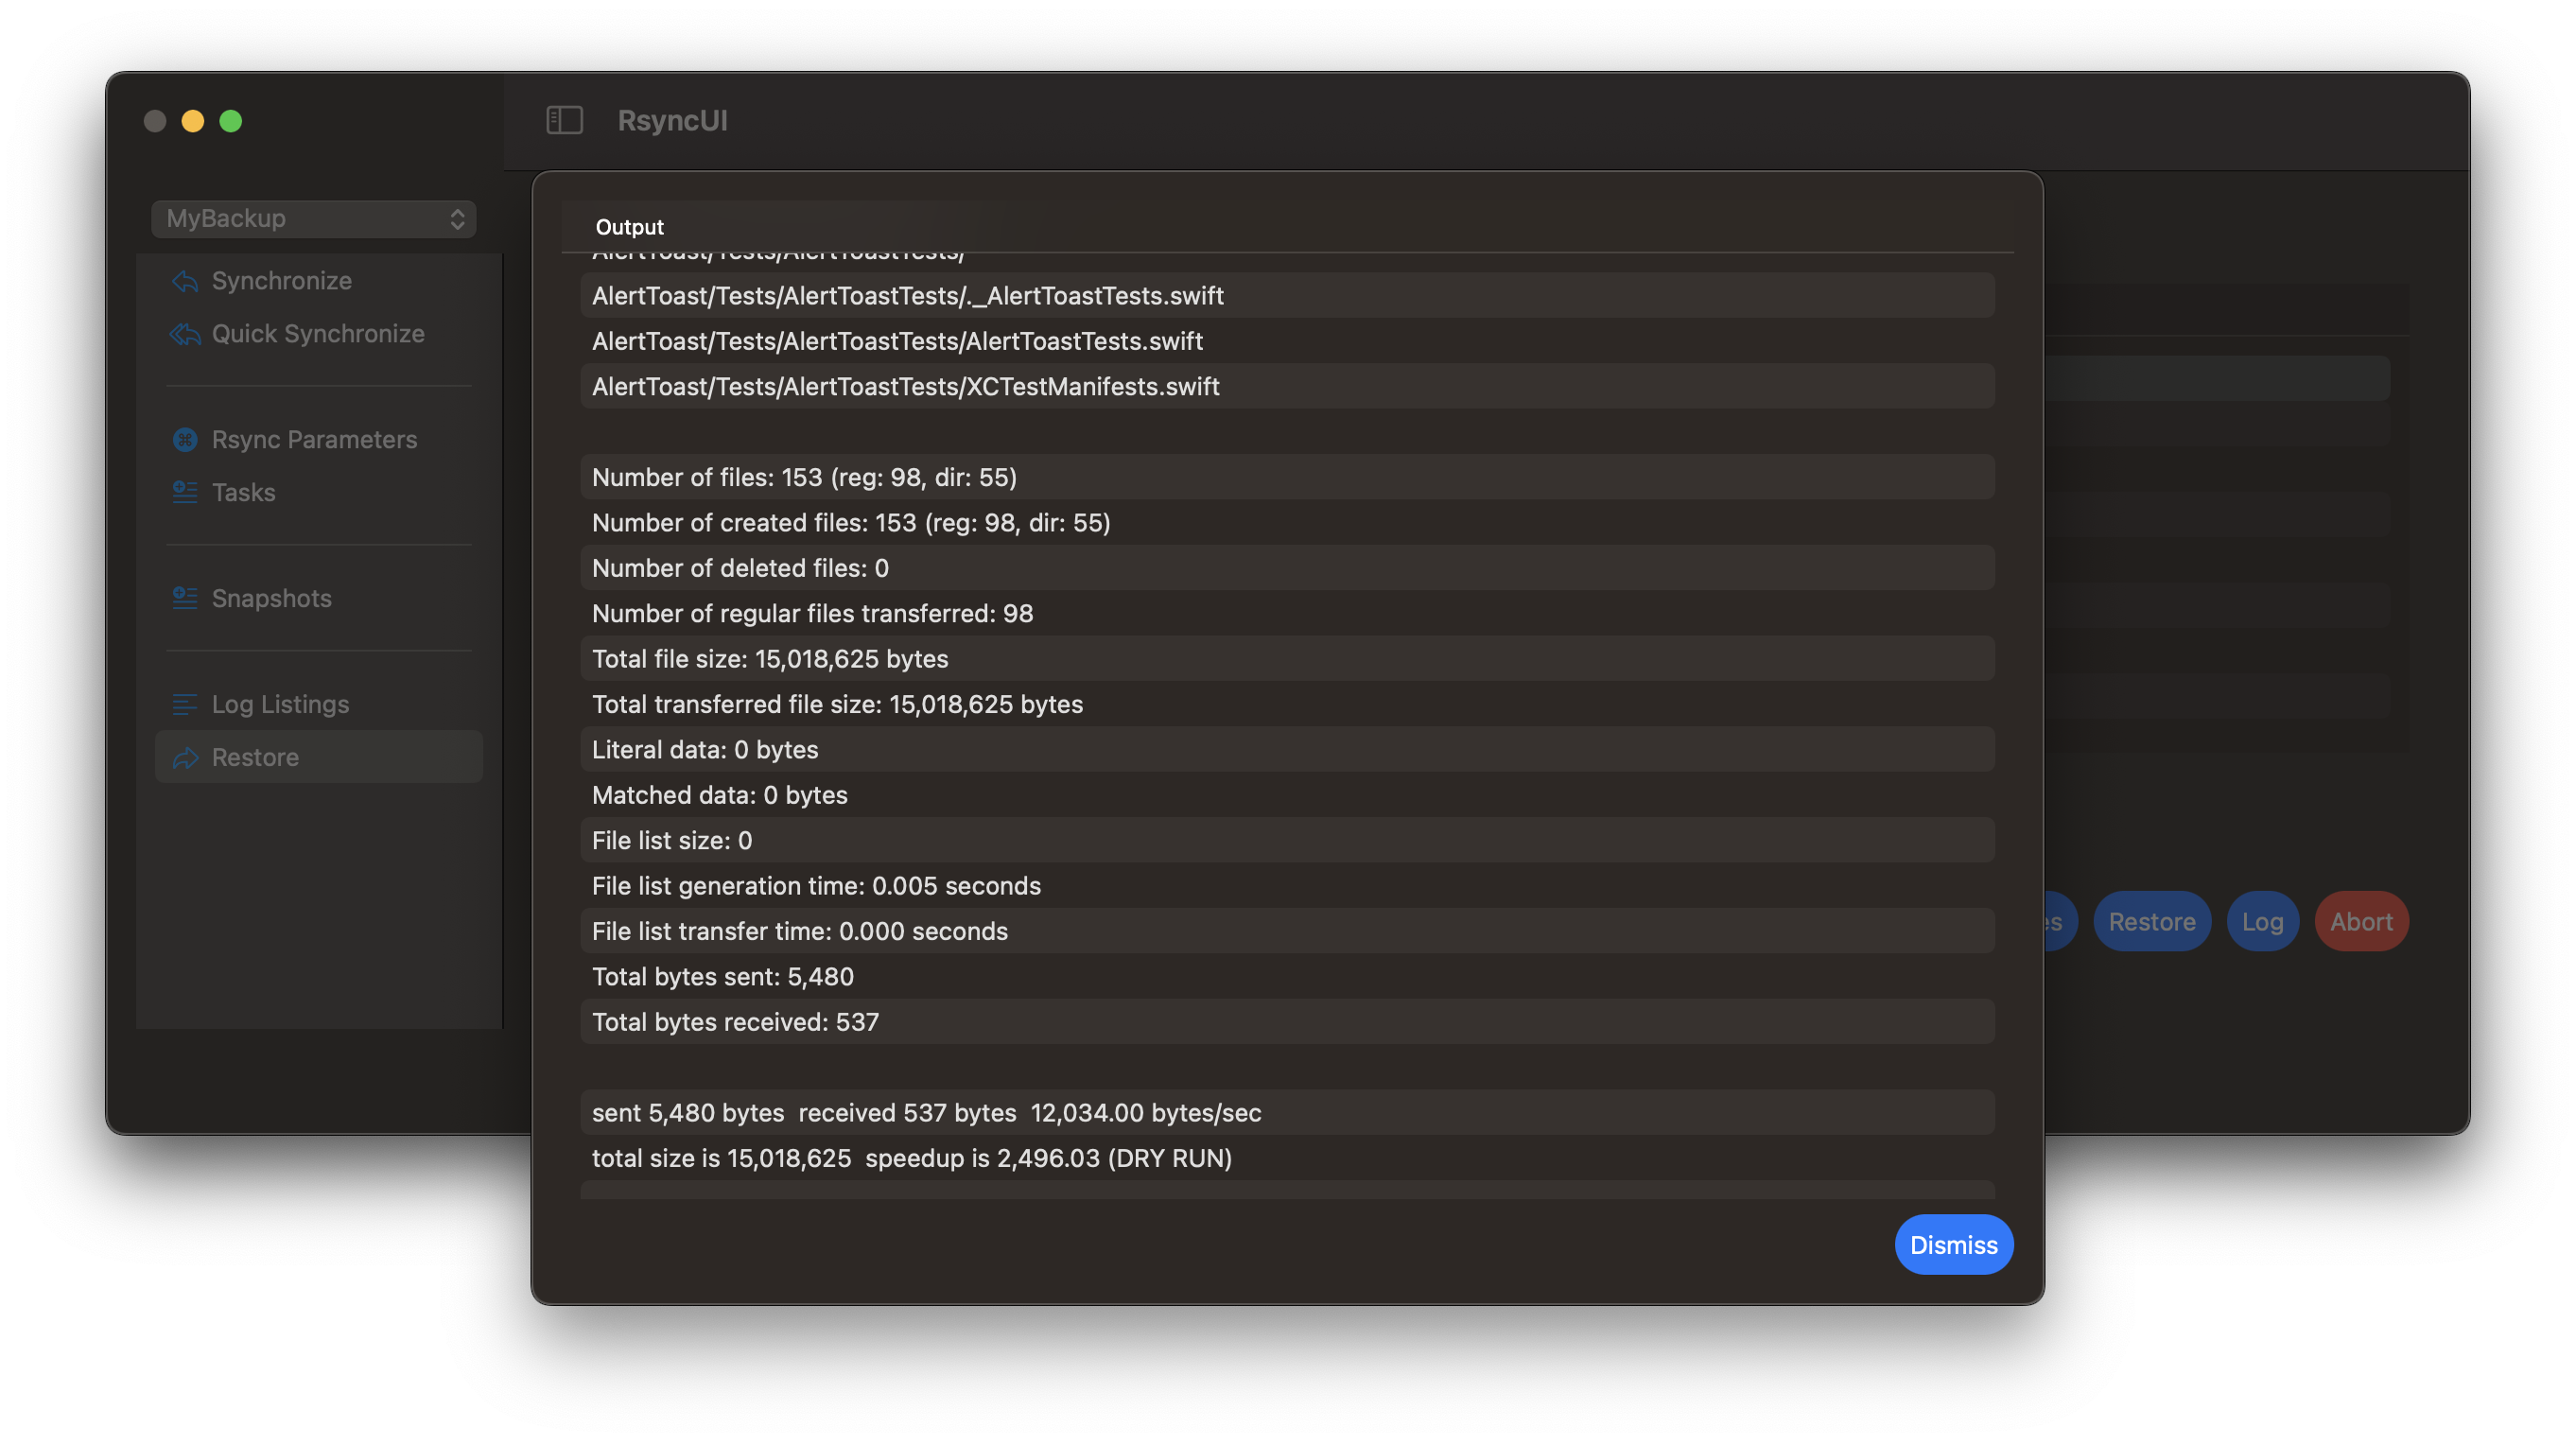 RsyncUI
MyBackup
Synchronize
Quick Synchronize
Rsync Parameters
Tasks
Snapshots
Log Listings
Restore
Output
AlertToast/Tests/AlertToastTests/
AlertToast/Tests/AlertToastTests/._AlertToastTests.swift
AlertToast/Tests/AlertToastTests/AlertToastTests.swift
AlertToast/Tests/AlertToastTests/XCTestManifests.swift
Number of files: 153 (reg: 98, dir: 55)
Number of created files: 153 (reg: 98, dir: 55)
Number of deleted files: 0
Number of regular files transferred: 98
Total file size: 15,018,625 bytes
Total transferred file size: 15,018,625 bytes
Literal data: 0 bytes
Matched data: 0 bytes
File list size: 0
File list generation time: 0.005 seconds
File list transfer time: 0.000 seconds
Total bytes sent: 5,480
Total bytes received: 537
sent 5,480 bytes  received 537 bytes  12,034.00 bytes/sec
total size is 15,018,625  speedup is 2,496.03 (DRY RUN)
Dismiss
Restore
Log
Abort